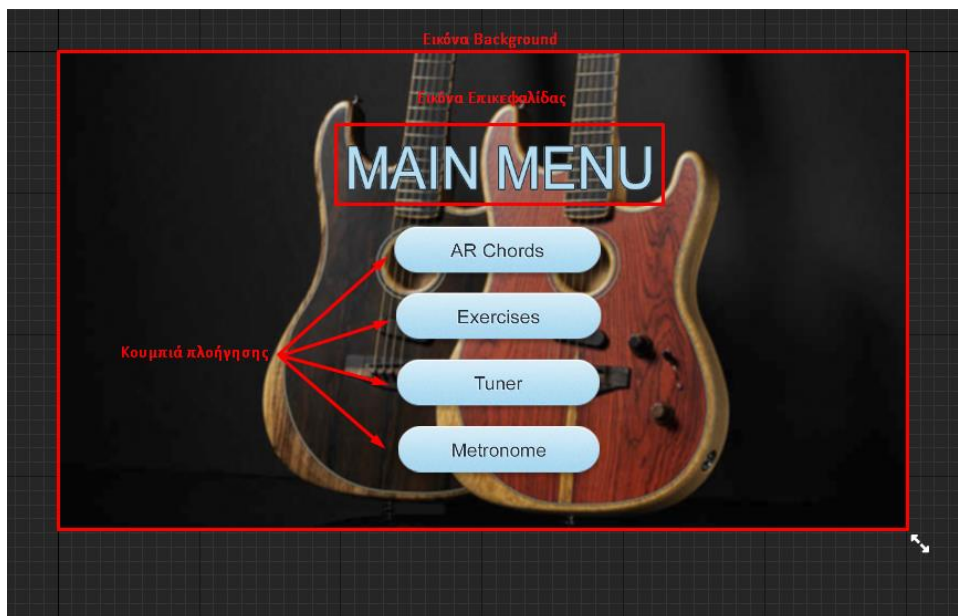 Εικόνα Background
Εικόνα Επικεφαλίδας
MAIN MENU
AR Chords
Exercises
Κουμπιά πλοήγησης
Tuner
Metronome